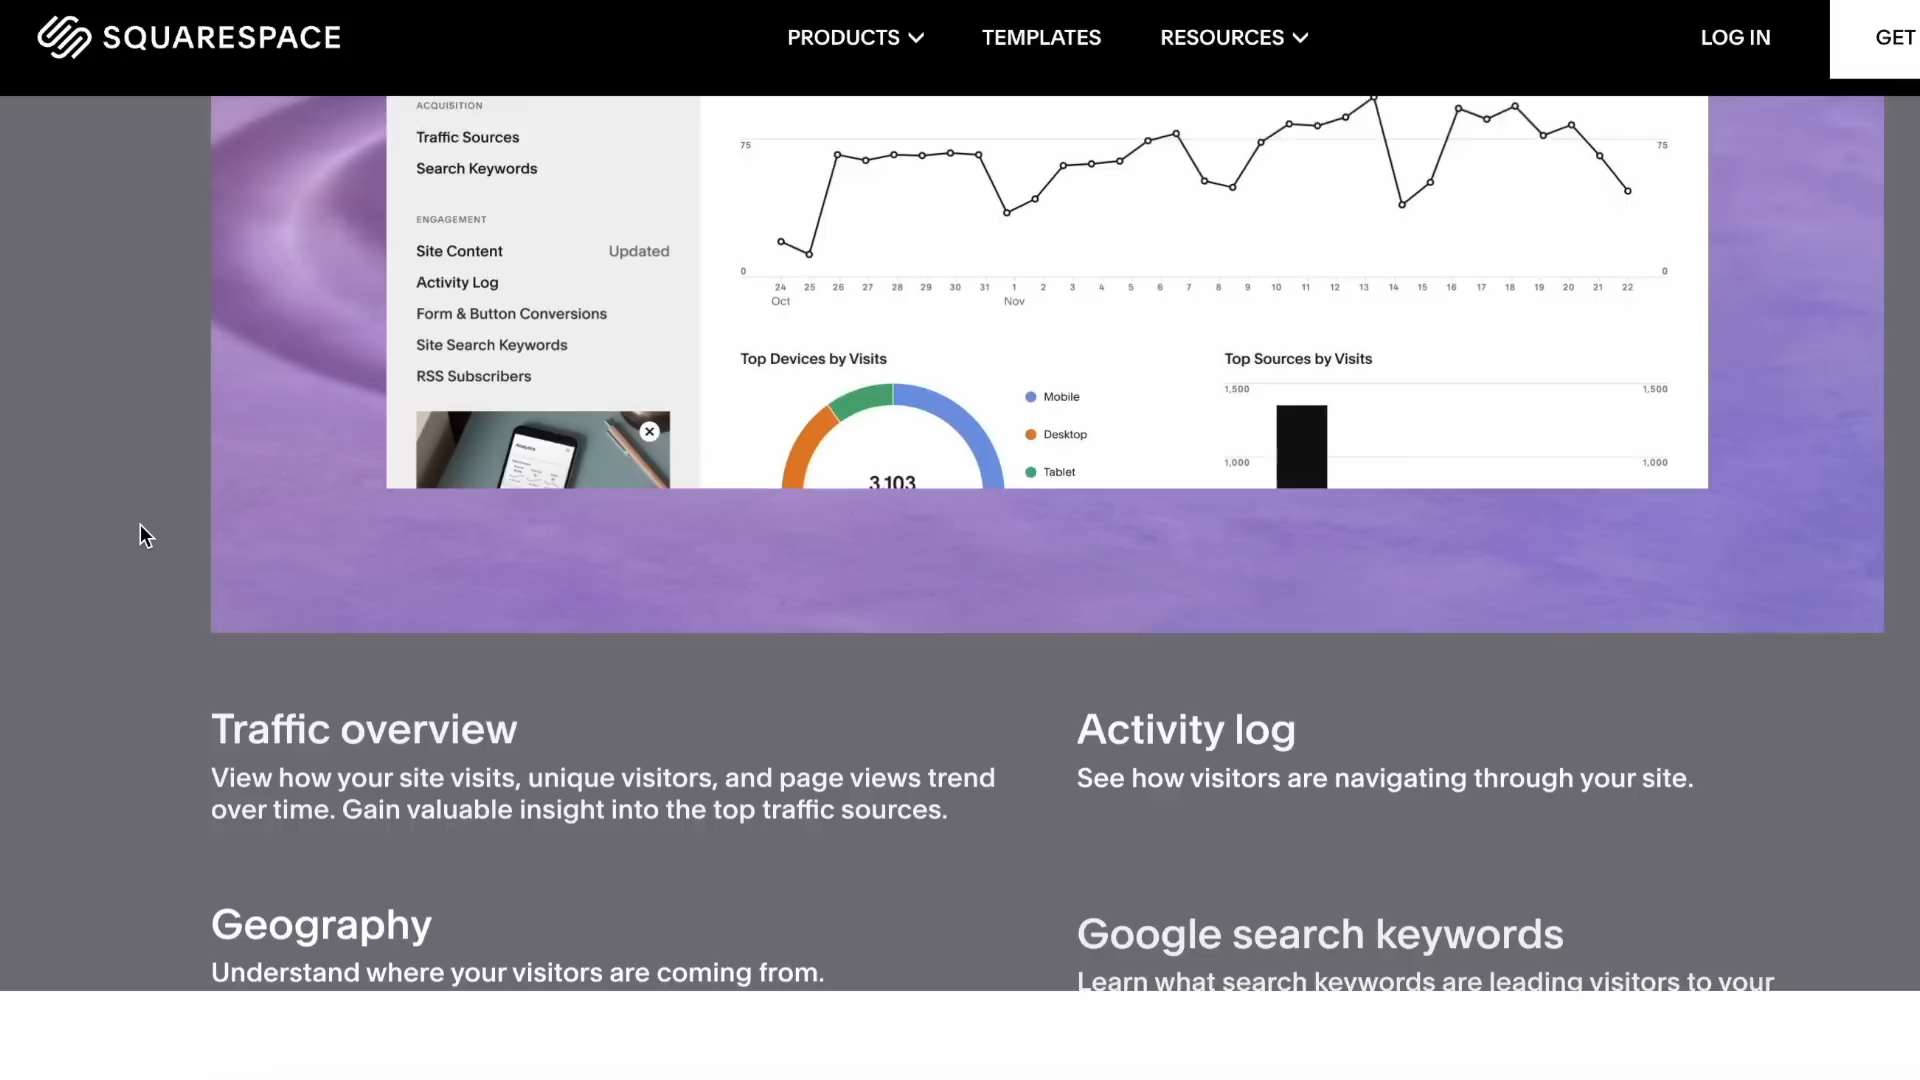 SQUARESPACE
PRODUCTS
TEMPLATES
RESOURCES
LOG IN
GET
ACQUISITION
Traffic Sources
Search Keywords
ENGAGEMENT
Site Content Updated
Activity Log
Form & Button Conversions
Site Search Keywords
RSS Subscribers
75 75
0 0
24 25 26 27 28 29 30 31 1 2 3 4 5 6 7 8 9 10 11 12 13 14 15 16 17 18 19 20 21 22
Oct Nov
Top Devices by Visits
Mobile
Desktop
Tablet
3,103
Top Sources by Visits
1,500 1,500
1,000 1,000
Traffic overview
View how your site visits, unique visitors, and page views trend
over time. Gain valuable insight into the top traffic sources.
Activity log
See how visitors are navigating through your site.
Geography
Understand where your visitors are coming from.
Google search keywords
Learn what search keywords are leading visitors to your